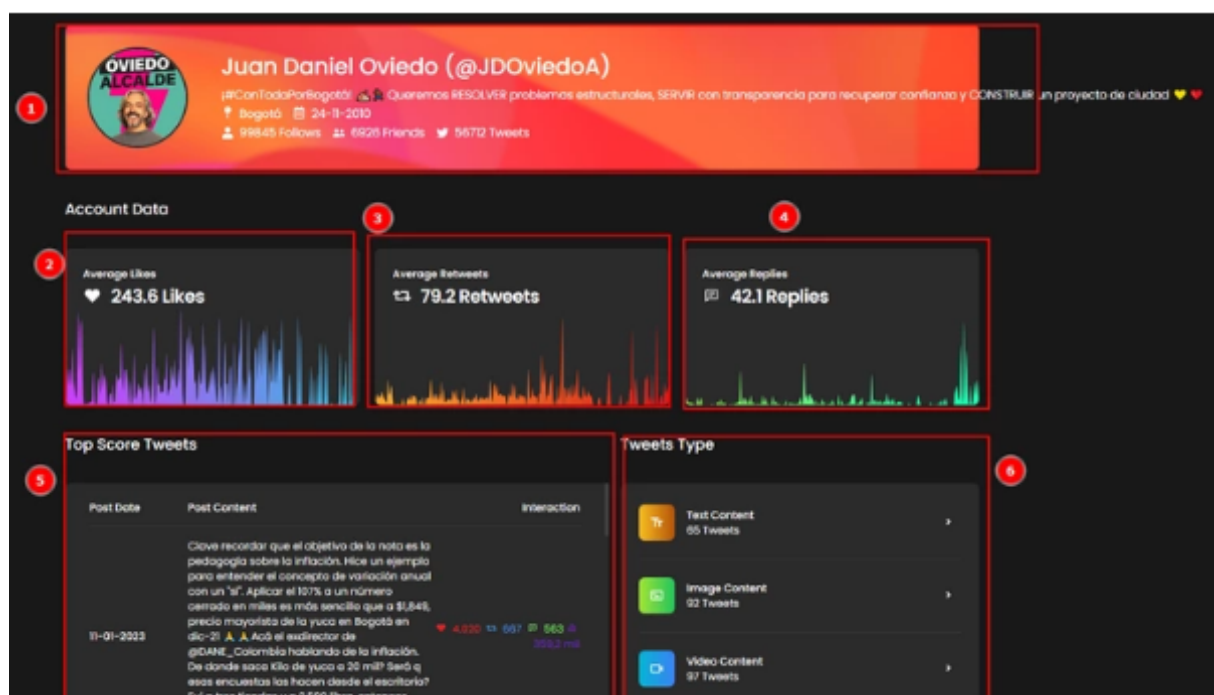 OVIEDO
ALCALDE
Juan Daniel Oviedo (@JDOviedoA)
¡#ConTodaPorBogotá! Queremos RESOLVER problemas estructurales, SERVIR con transparencia para recuperar confianza y CONSTRUIR un proyecto de ciudad
Bogotá 24-11-2010
99845 Follows 6926 Friends 56712 Tweets
1
Account Data
3
4
2
Average Likes
243.6 Likes
Average Retweets
79.2 Retweets
Average Replies
42.1 Replies
Top Score Tweets
Tweets Type
5
6
Post Date Post Content Interaction
Clave recordar que el objetivo de la nota es la
pedagogía sobre la inflación. Hice un ejemplo
para entender el concepto de variación anual
con un "si". Aplicar el 107% a un número
cerrado en miles es más sencillo que a $1,849,
precio mayorista de la yuca en Bogotá en
dic-21 Acá el exdirector de
@DANE_Colombia hablando de la inflación.
De donde saca Kilo de yuca a 20 mil? Será q
esas encuestas las hacen desde el escritorio?
11-01-2023
4,020 667 563
Tr
Text Content
65 Tweets
Image Content
92 Tweets
Video Content
97 Tweets